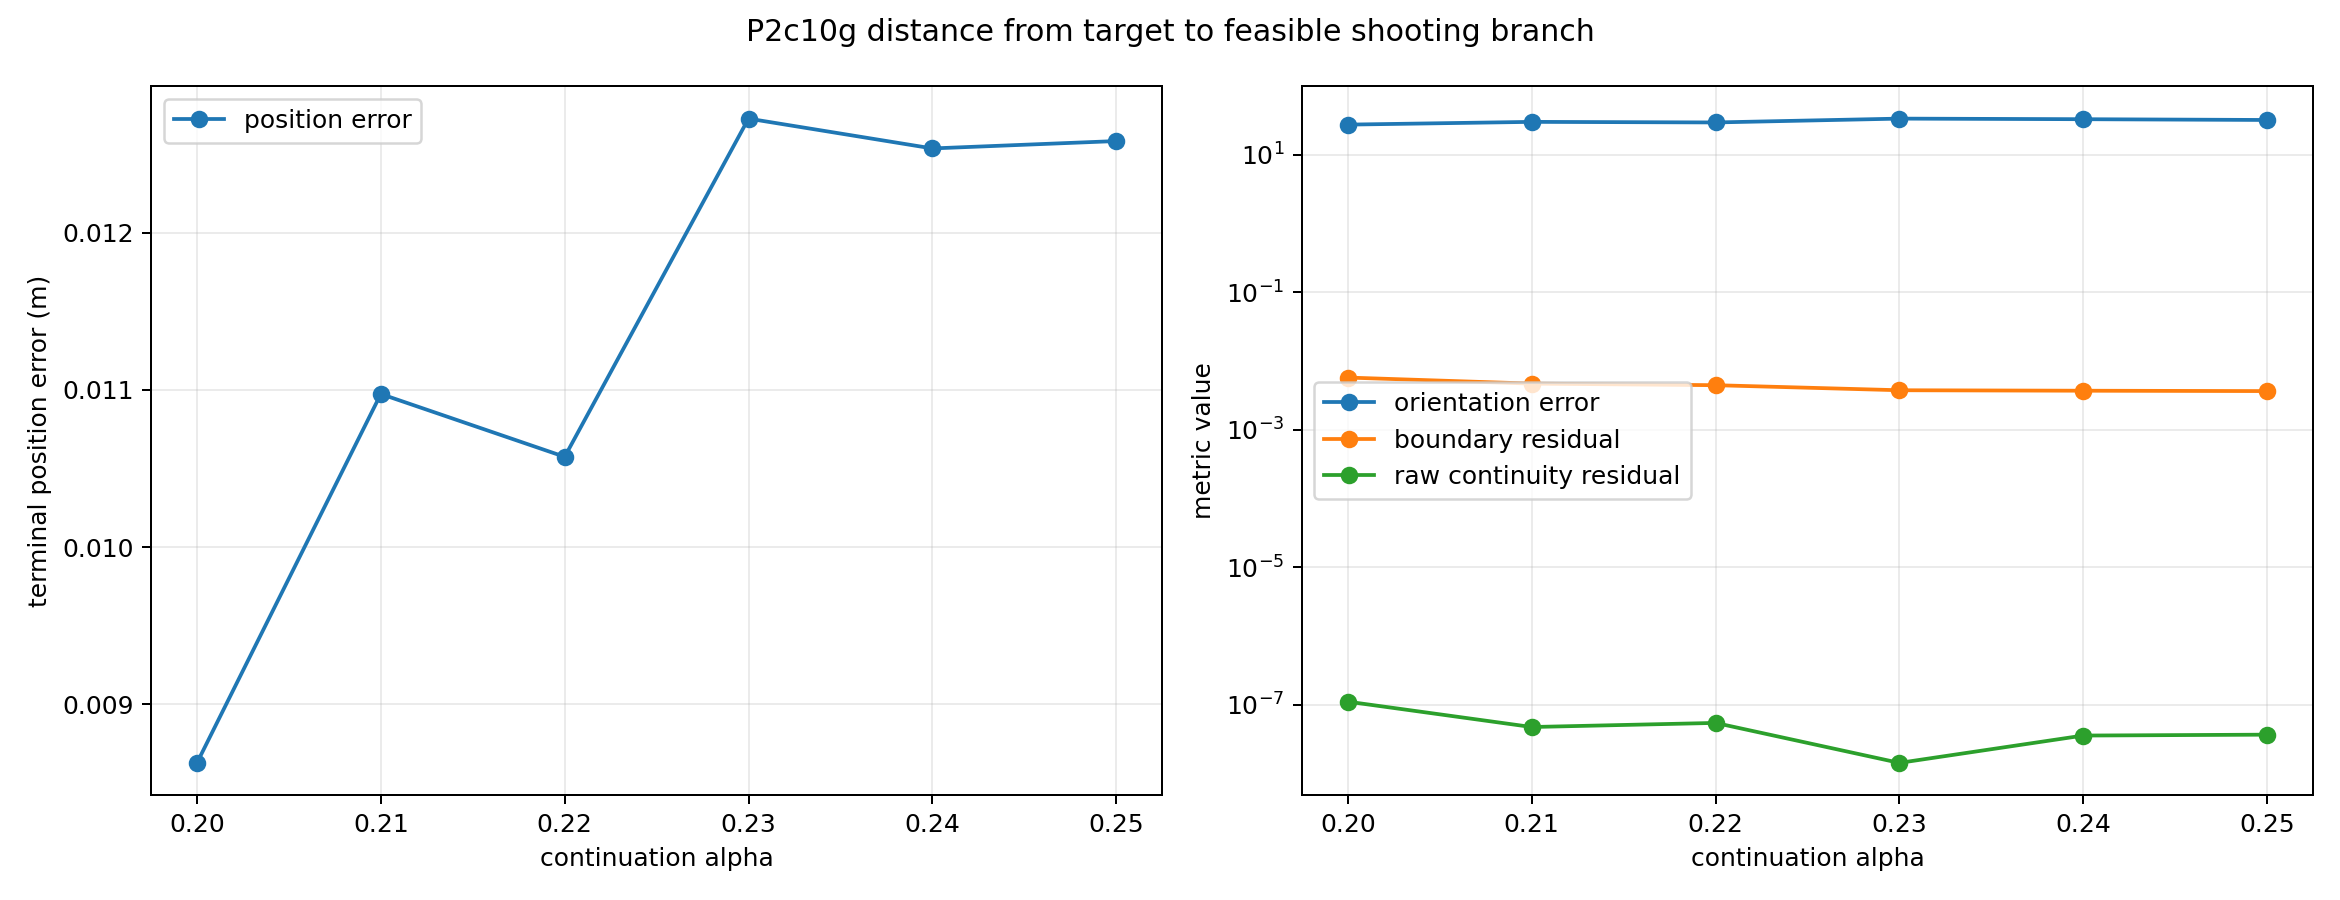 P2c10g distance from target to feasible shooting branch
position error
terminal position error (m)
0.012
0.011
0.010
0.009
0.20 0.21 0.22 0.23 0.24 0.25
continuation alpha
orientation error
boundary residual
raw continuity residual
metric value
10¹
10⁻¹
10⁻³
10⁻⁵
10⁻⁷
0.20 0.21 0.22 0.23 0.24 0.25
continuation alpha